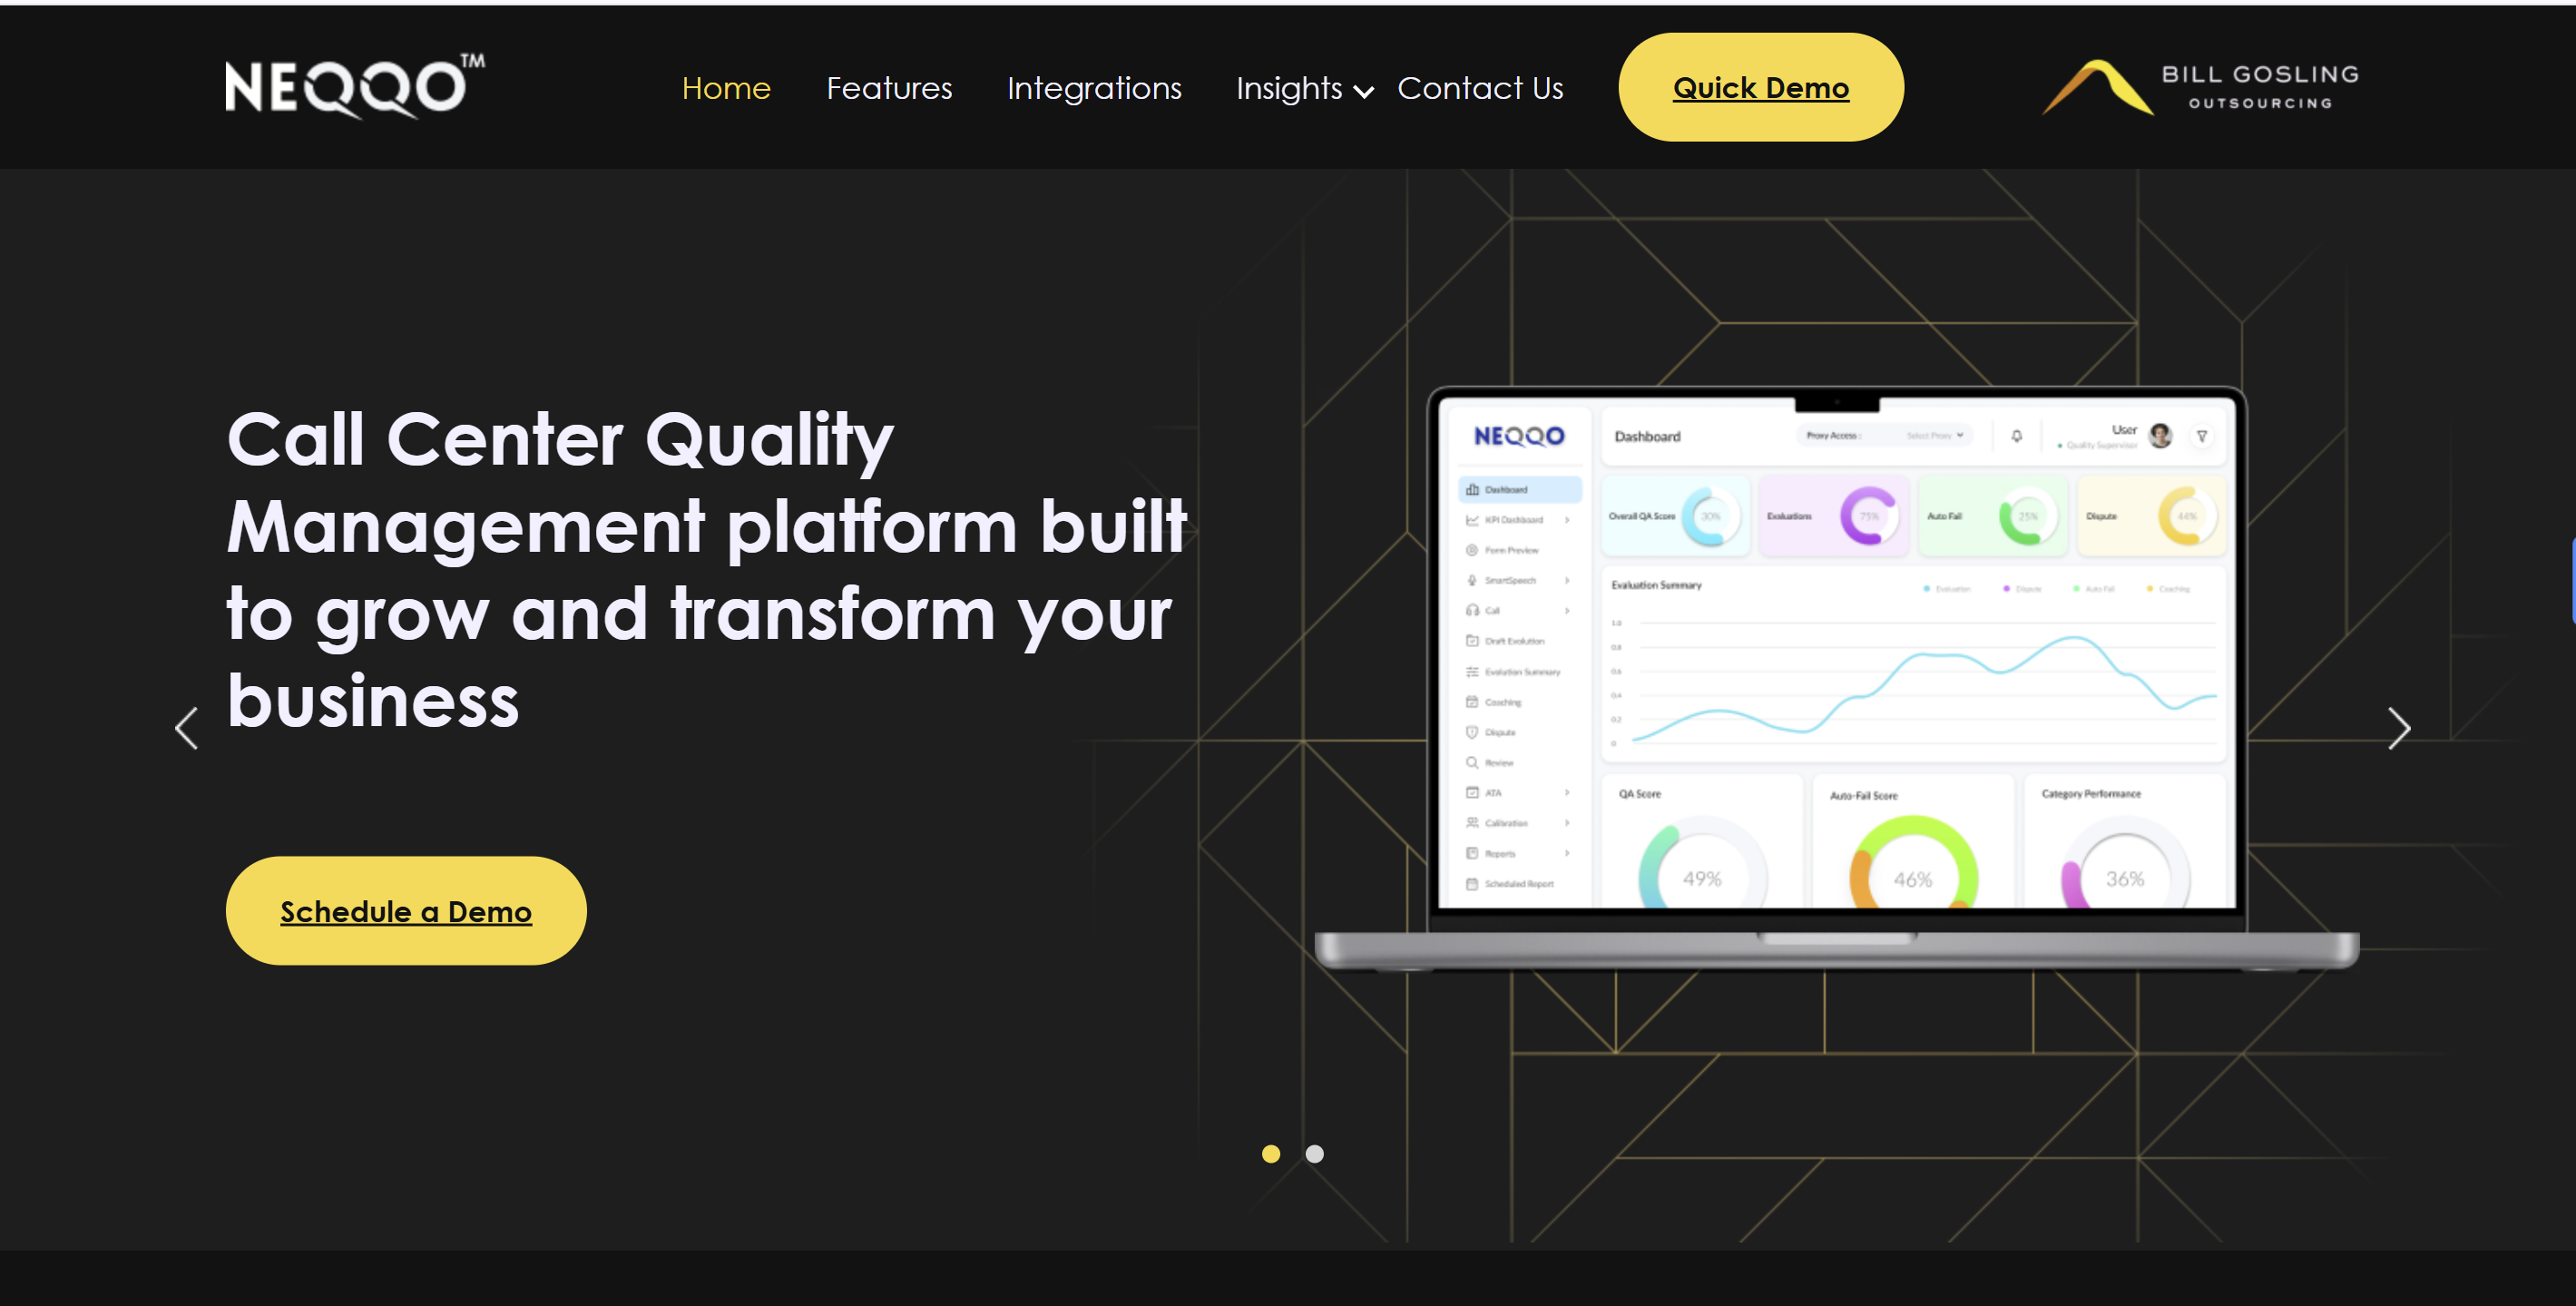 NEQQO™
Home
Features
Integrations
Insights
Contact Us
Quick Demo
BILL GOSLING
OUTSOURCING
Call Center Quality
Management platform built
to grow and transform your
business
Schedule a Demo
NEQQO
Dashboard
KPI Dashboard
Form Preview
SmartSpeech
Call
Draft Evolution
Evolution Summary
Coaching
Dispute
Review
ATA
Calibration
Reports
Scheduled Report
Dashboard
Proxy Access :
Select Proxy
User
Quality Supervisor
Overall QA Score
30%
Evaluations
75%
Auto Fail
25%
Dispute
44%
Evaluation Summary
Evaluation
Dispute
Auto Fail
Coaching
1.0
0.8
0.6
0.4
0.2
0
QA Score
49%
Auto-Fail Score
46%
Category Performance
36%